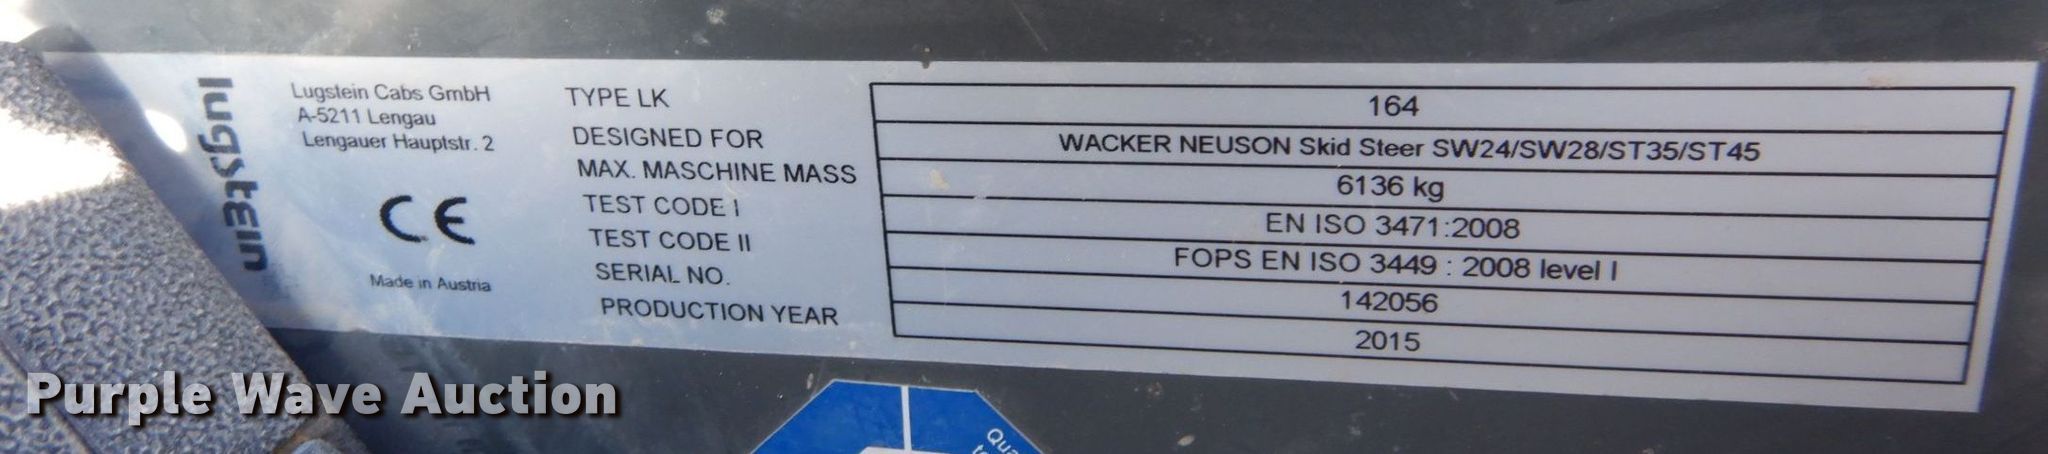 lugstein
Lugstein Cabs GmbH
A-5211 Lengau
Lengauer Hauptstr. 2
CE
Made in Austria
TYPE LK 164
DESIGNED FOR WACKER NEUSON Skid Steer SW24/SW28/ST35/ST45
MAX. MASCHINE MASS 6136 kg
TEST CODE I EN ISO 3471:2008
TEST CODE II FOPS EN ISO 3449 : 2008 level I
SERIAL NO. 142056
PRODUCTION YEAR 2015
Purple Wave Auction